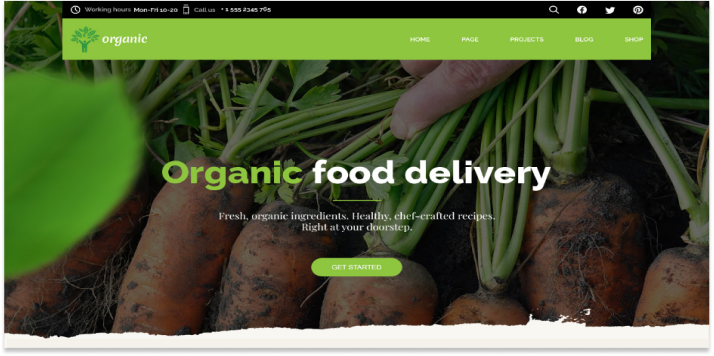 Working hours Mon-Fri 10-20 Call us + 1 555 2345 765
organic
HOME PAGE PROJECTS BLOG SHOP
Organic food delivery
Fresh, organic ingredients. Healthy, chef-crafted recipes.
Right at your doorstep.
GET STARTED